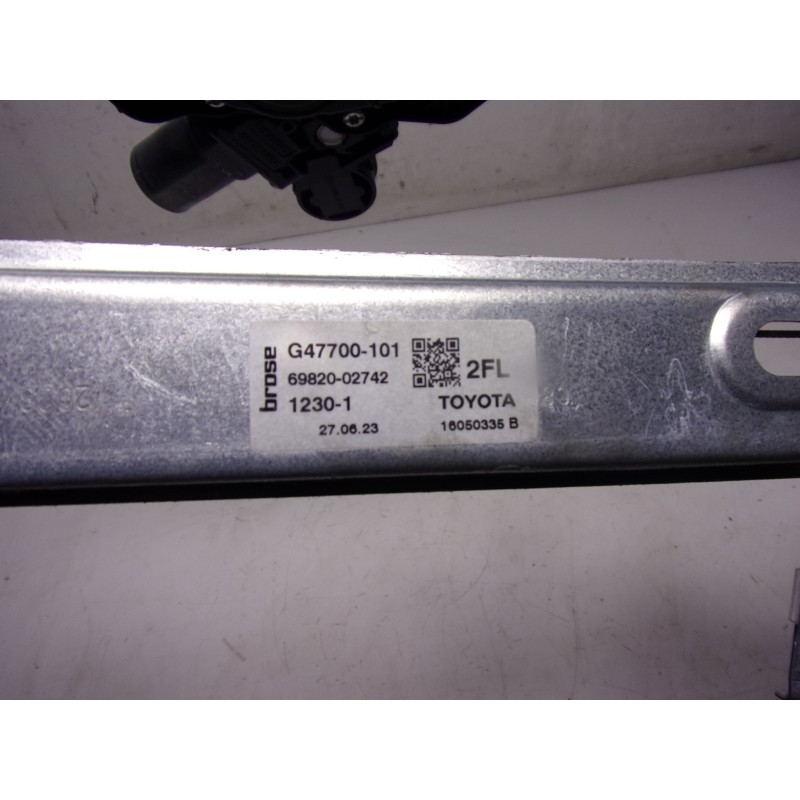 brose
G47700-101
69820-02742
2FL
1230-1
TOYOTA
27.06.23
16050335 B